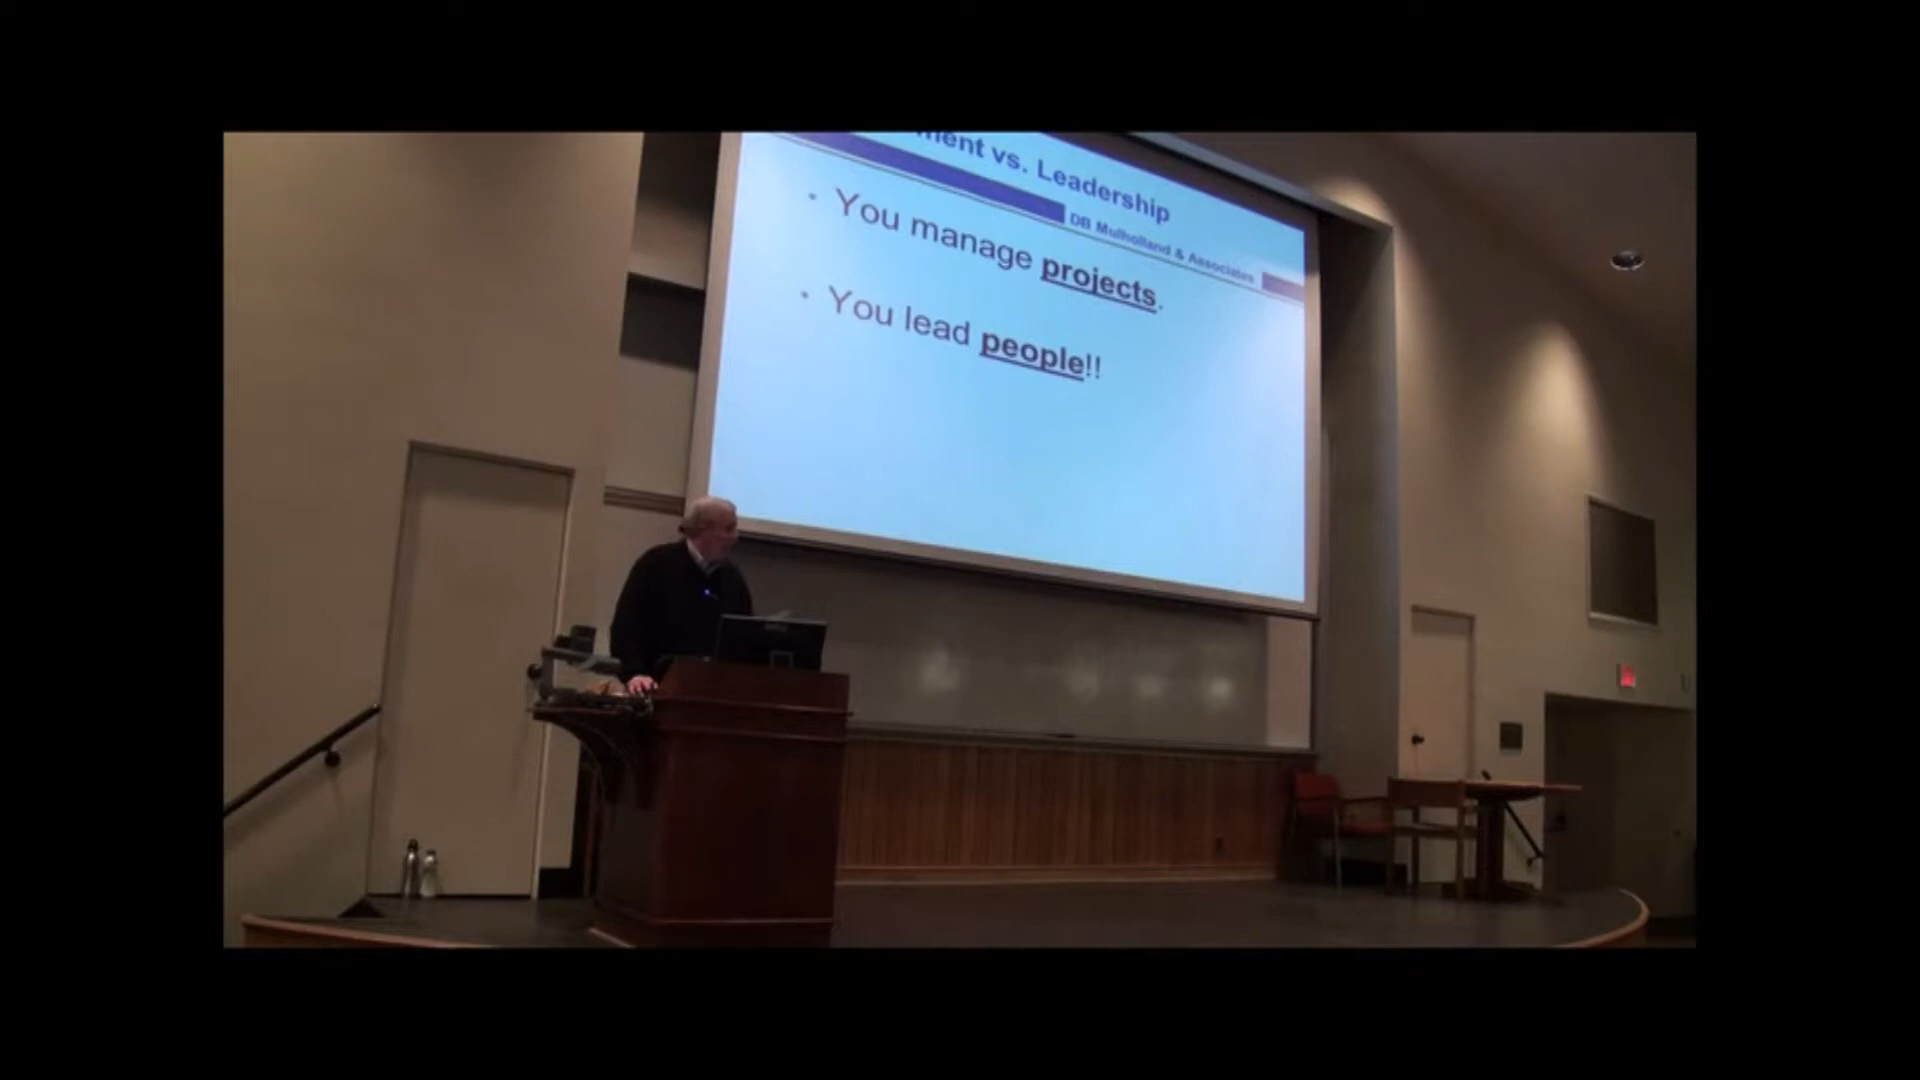 ment vs. Leadership
DB Mulholland & Associates
• You manage projects.
• You lead people!!